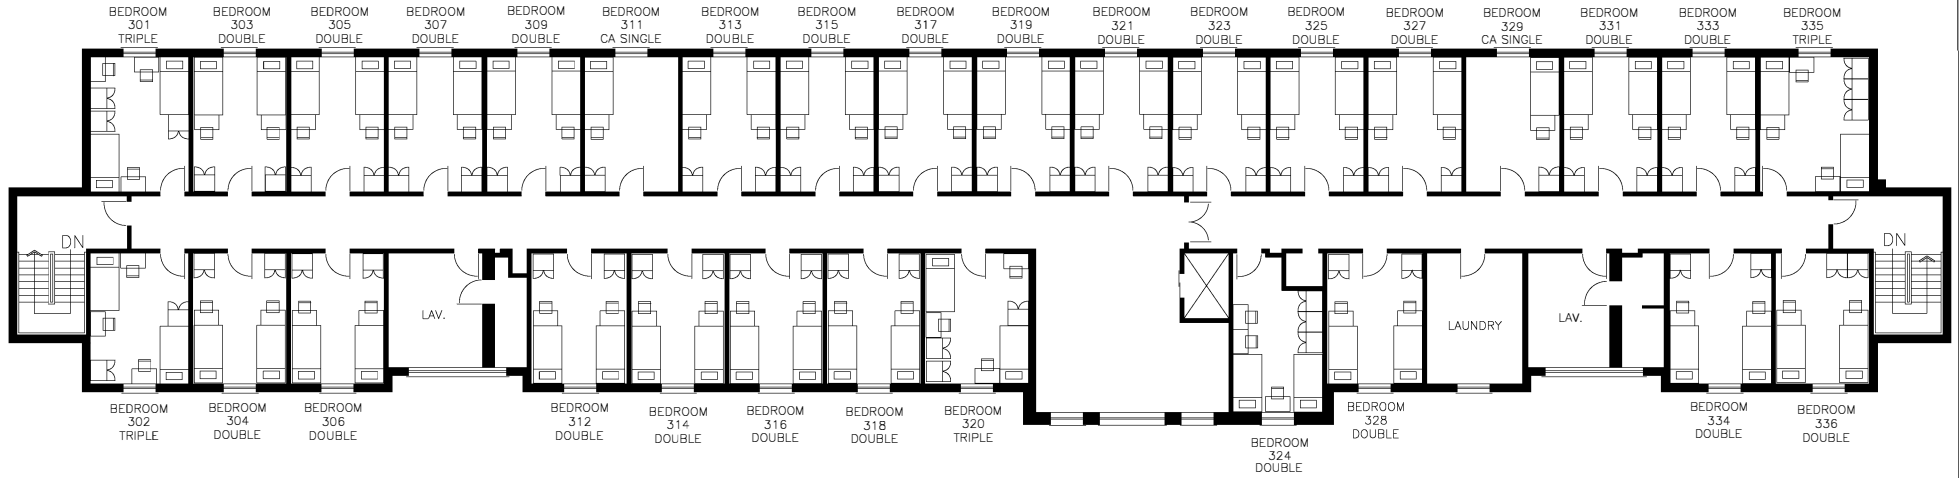 BEDROOM
301
TRIPLE
BEDROOM
303
DOUBLE
BEDROOM
305
DOUBLE
BEDROOM
307
DOUBLE
BEDROOM
309
DOUBLE
BEDROOM
311
CA SINGLE
BEDROOM
313
DOUBLE
BEDROOM
315
DOUBLE
BEDROOM
317
DOUBLE
BEDROOM
319
DOUBLE
BEDROOM
321
DOUBLE
BEDROOM
323
DOUBLE
BEDROOM
325
DOUBLE
BEDROOM
327
DOUBLE
BEDROOM
329
CA SINGLE
BEDROOM
331
DOUBLE
BEDROOM
333
DOUBLE
BEDROOM
335
TRIPLE
DN
DN
LAV.
LAUNDRY
LAV.
BEDROOM
302
TRIPLE
BEDROOM
304
DOUBLE
BEDROOM
306
DOUBLE
BEDROOM
312
DOUBLE
BEDROOM
314
DOUBLE
BEDROOM
316
DOUBLE
BEDROOM
318
DOUBLE
BEDROOM
320
TRIPLE
BEDROOM
324
DOUBLE
BEDROOM
328
DOUBLE
BEDROOM
334
DOUBLE
BEDROOM
336
DOUBLE